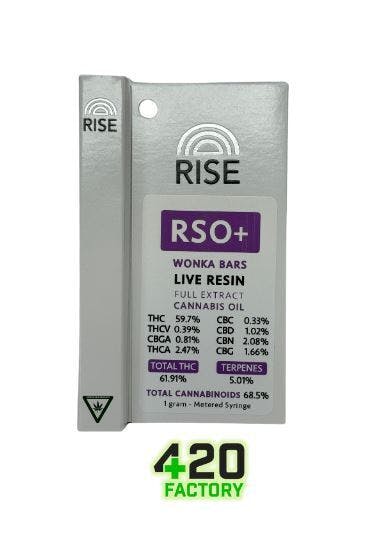 RISE
RISE
RSO+
WONKA BARS
LIVE RESIN
FULL EXTRACT
CANNABIS OIL
THC 59.7% CBC 0.33%
THCV 0.39% CBD 1.02%
CBGA 0.81% CBN 2.08%
THCA 2.47% CBG 1.66%
TOTAL THC TERPENES
61.91% 5.01%
TOTAL CANNABINOIDS 68.5%
1 gram - Metered Syringe
420
FACTORY